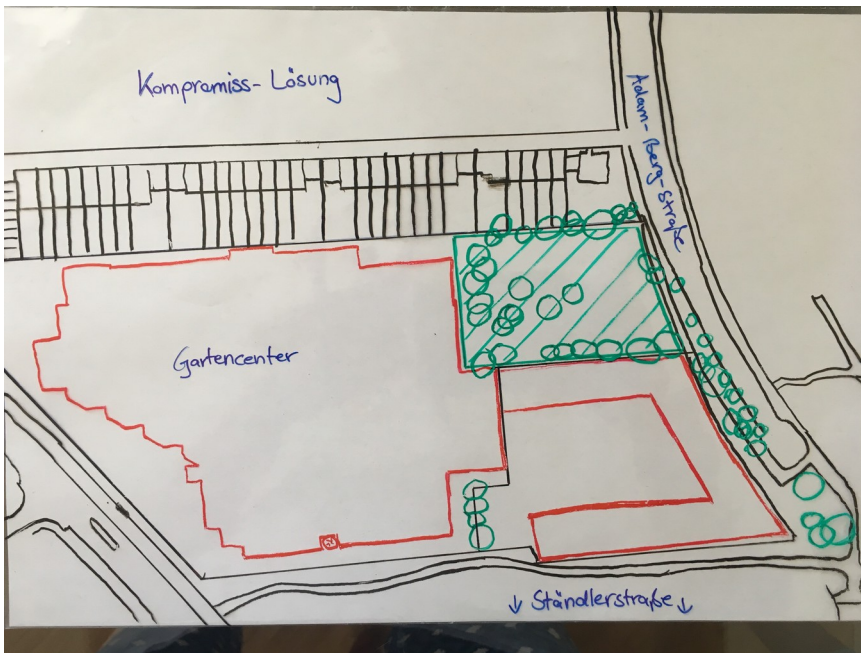 Kompromiss-Lösung
Adam-Berg-Straße
Gartencenter
↓ Ständlerstraße ↓